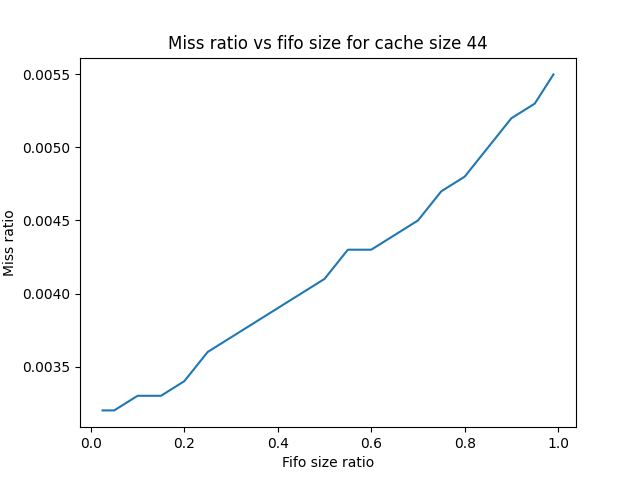 Miss ratio vs fifo size for cache size 44
0.0055
0.0050
0.0045
0.0040
0.0035
Miss ratio
0.0 0.2 0.4 0.6 0.8 1.0
Fifo size ratio